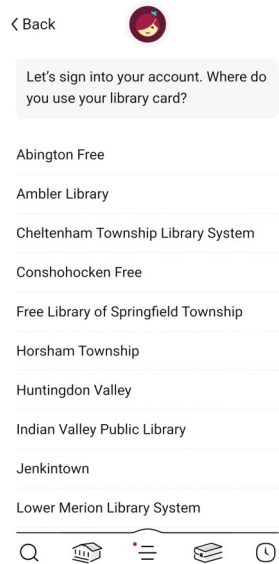 Back
Let's sign into your account. Where do
you use your library card?
Abington Free
Ambler Library
Cheltenham Township Library System
Conshohocken Free
Free Library of Springfield Township
Horsham Township
Huntingdon Valley
Indian Valley Public Library
Jenkintown
Lower Merion Library System